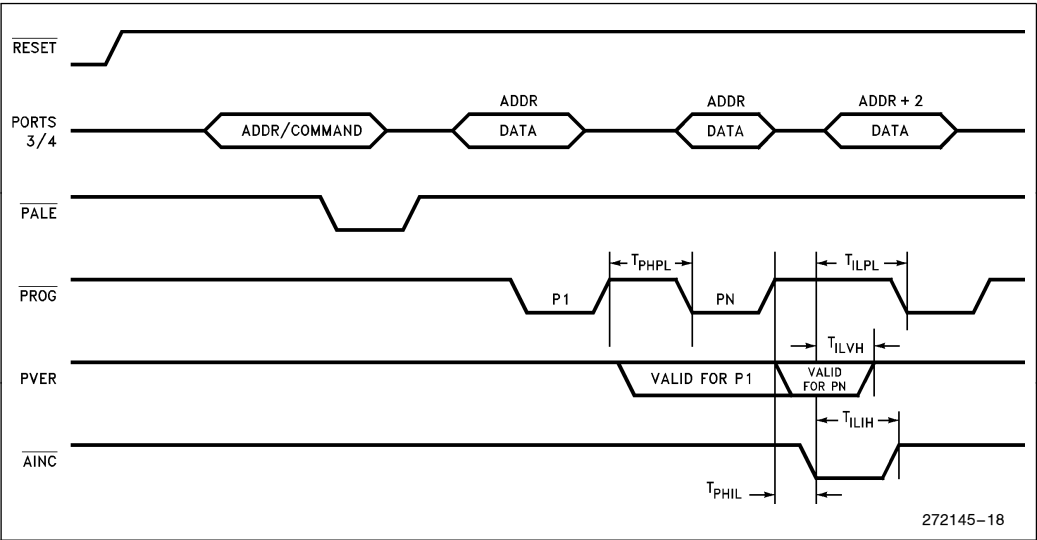 RESET
ADDR ADDR ADDR + 2
PORTS 3/4
ADDR/COMMAND DATA DATA DATA
PALE
PROG
TPHPL TILPL
P1 PN
TILVH
PVER
VALID FOR P1
VALID FOR PN
TILIH
AINC
TPHIL
272145-18